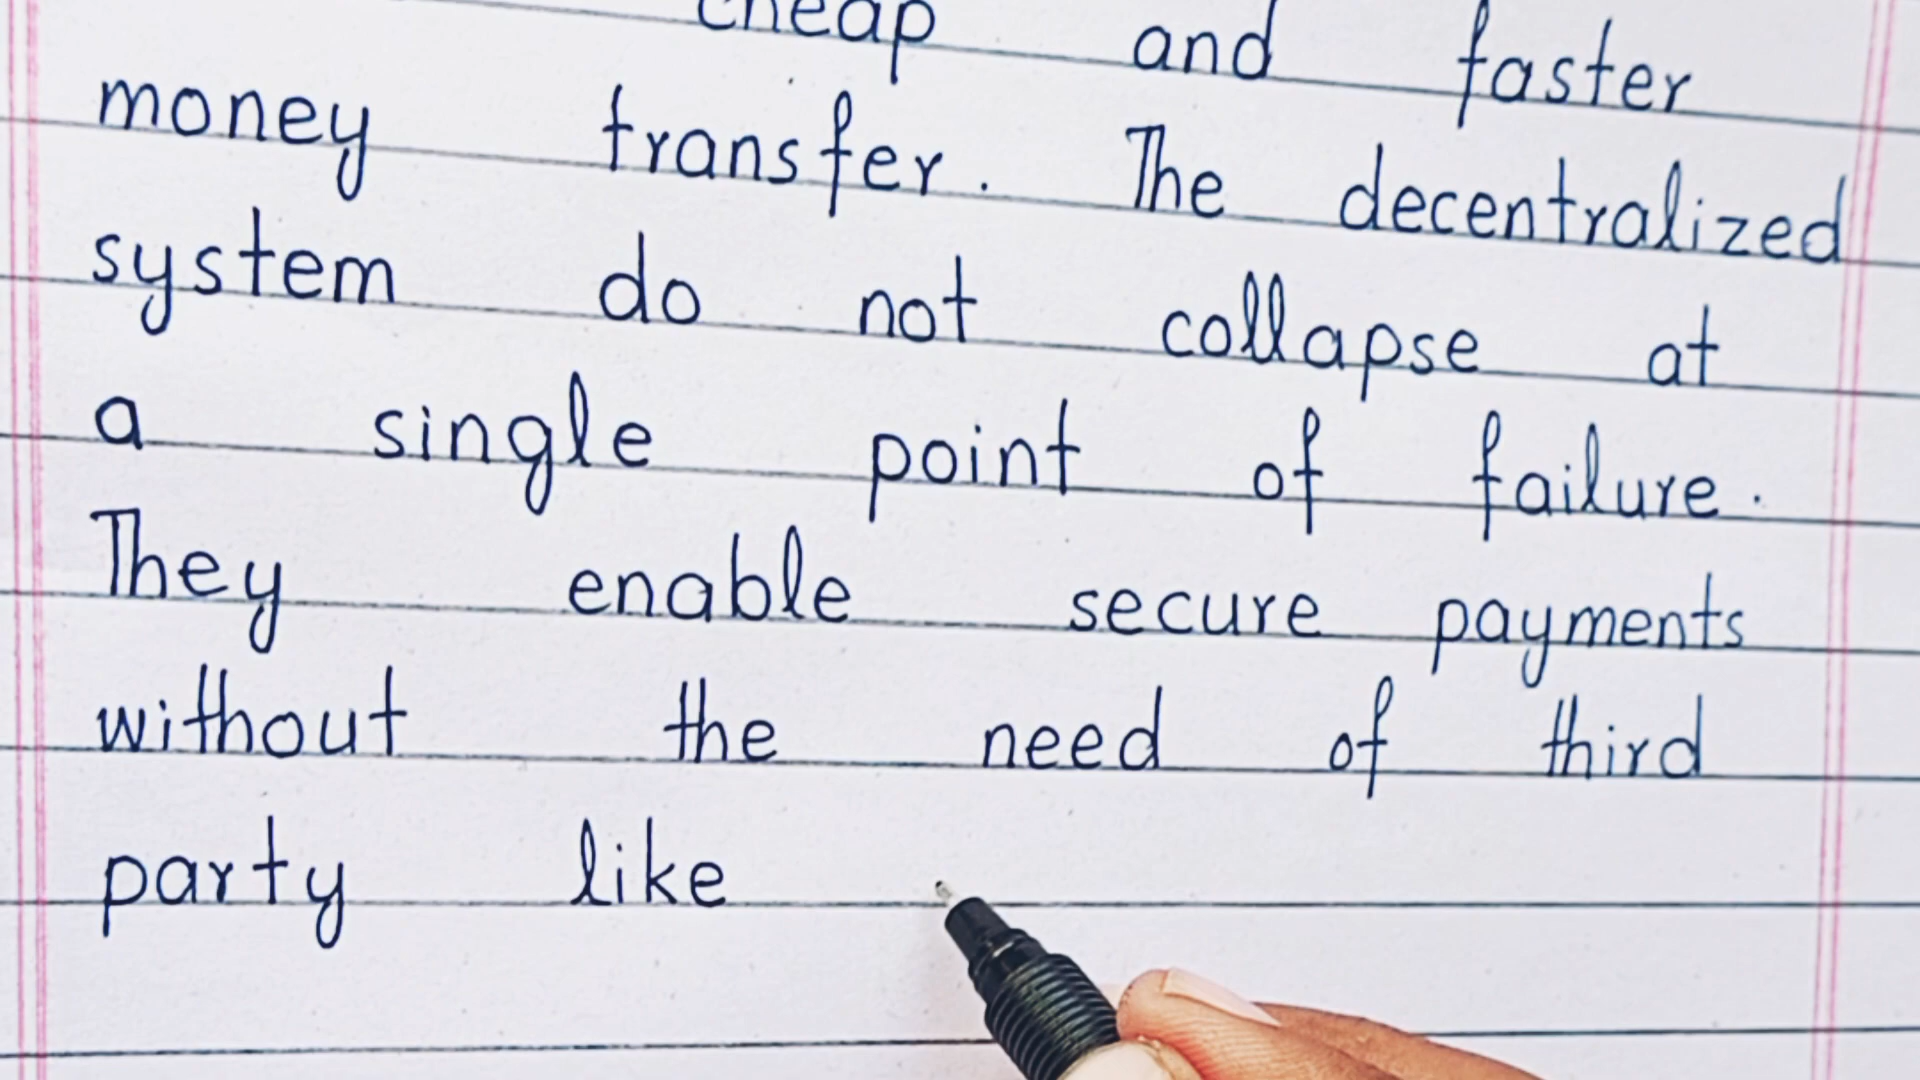 cheap and faster
money transfer. The decentralized
system do not collapse at
a single point of failure.
They enable secure payments
without the need of third
party like